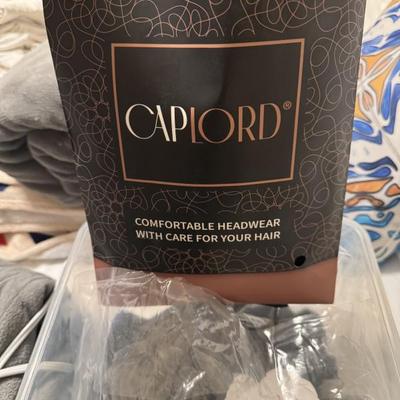 CAPLORD®
COMFORTABLE HEADWEAR
WITH CARE FOR YOUR HAIR